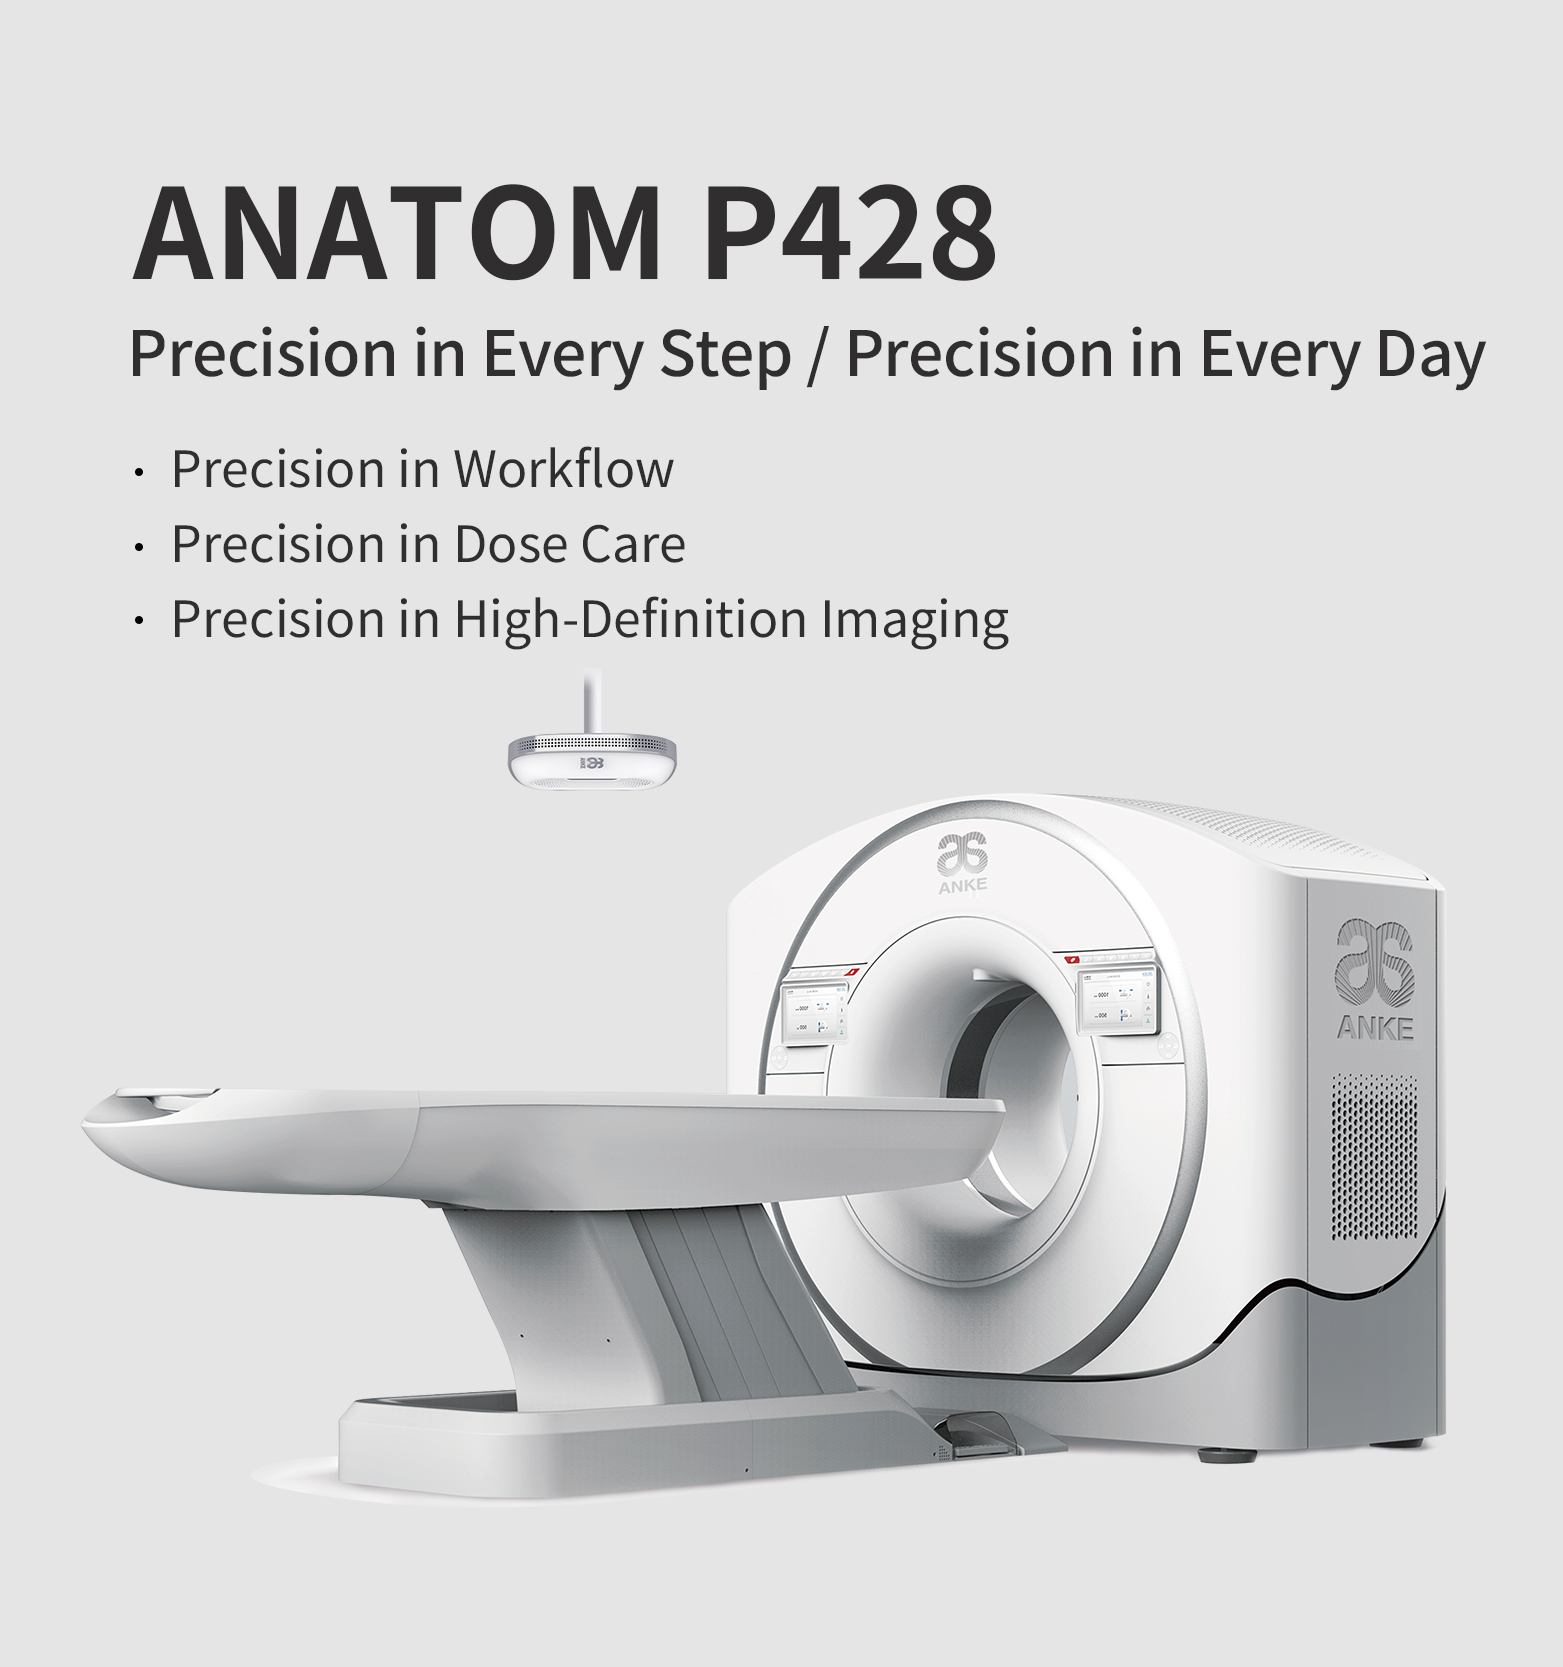 ANATOM P428
Precision in Every Step / Precision in Every Day
· Precision in Workflow
· Precision in Dose Care
· Precision in High-Definition Imaging
ANKE
ANKE
ANKE